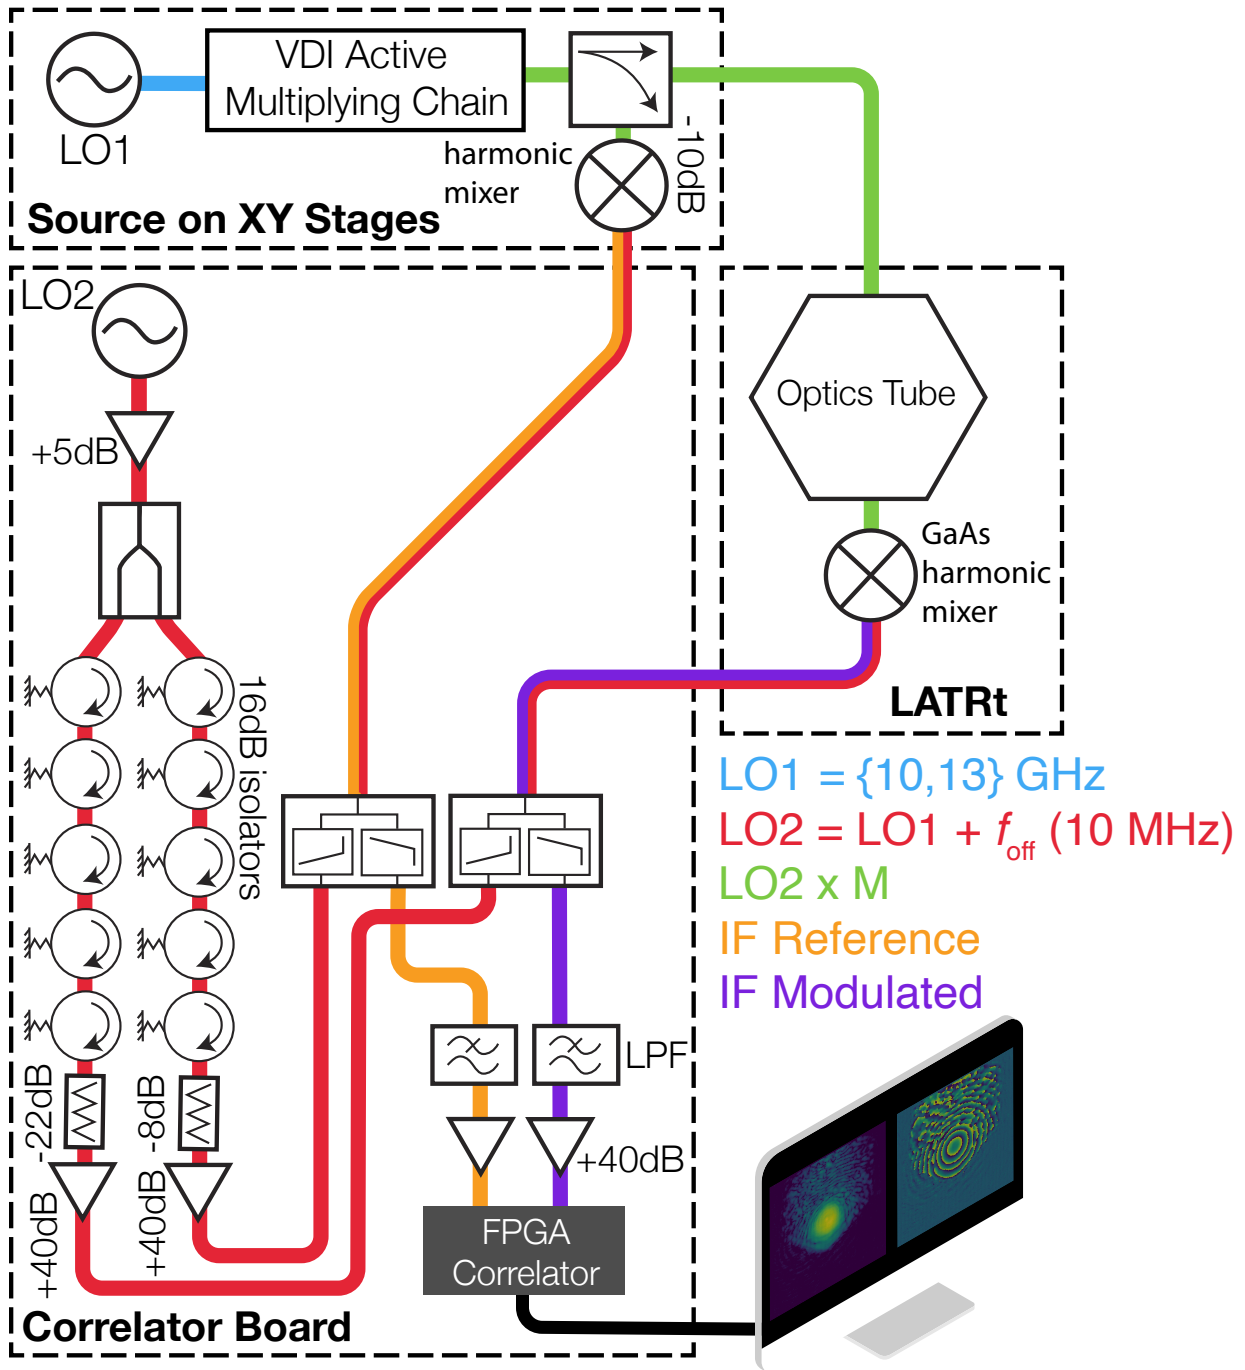 VDI Active
Multiplying Chain
LO1
harmonic
mixer
-10dB
Source on XY Stages
LO2
+5dB
16dB isolators
-22dB
-8dB
+40dB
+40dB
LPF
+40dB
FPGA
Correlator
Correlator Board
Optics Tube
GaAs
harmonic
mixer
LATRt
LO1 = {10,13} GHz
LO2 = LO1 + foff (10 MHz)
LO2 x M
IF Reference
IF Modulated